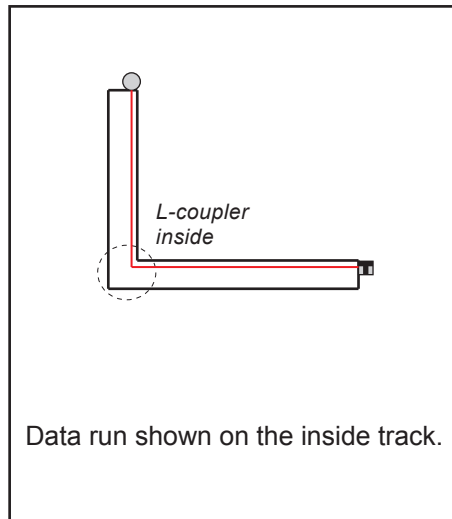 L-coupler
inside
Data run shown on the inside track.